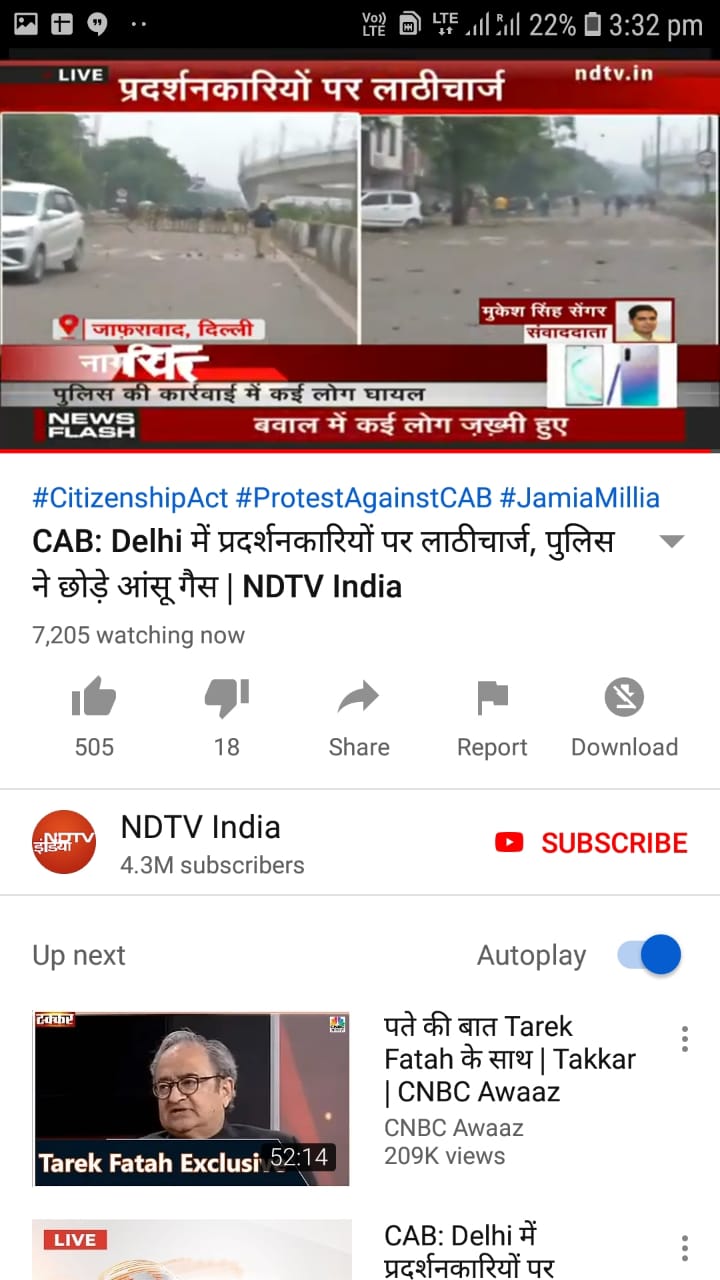 Vo)) LTE LTE R 22% 3:32 pm
LIVE
ndtv.in
प्रदर्शनकारियों पर लाठीचार्ज
मुकेश सिंह सेंगर
संवाददाता
जाफ़राबाद, दिल्ली
पुलिस की कार्रवाई में कई लोग घायल
NEWS FLASH
बवाल में कई लोग ज़ख़्मी हुए
#CitizenshipAct #ProtestAgainstCAB #JamiaMillia
CAB: Delhi में प्रदर्शनकारियों पर लाठीचार्ज, पुलिस
ने छोड़े आंसू गैस | NDTV India
7,205 watching now
505
18
Share
Report
Download
NDTV इंडिया
NDTV India
4.3M subscribers
SUBSCRIBE
Up next
Autoplay
टक्कर
Tarek Fatah Exclusi
52:14
पते की बात Tarek
Fatah के साथ | Takkar
| CNBC Awaaz
CNBC Awaaz
209K views
LIVE
CAB: Delhi में
प्रदर्शनकारियों पर